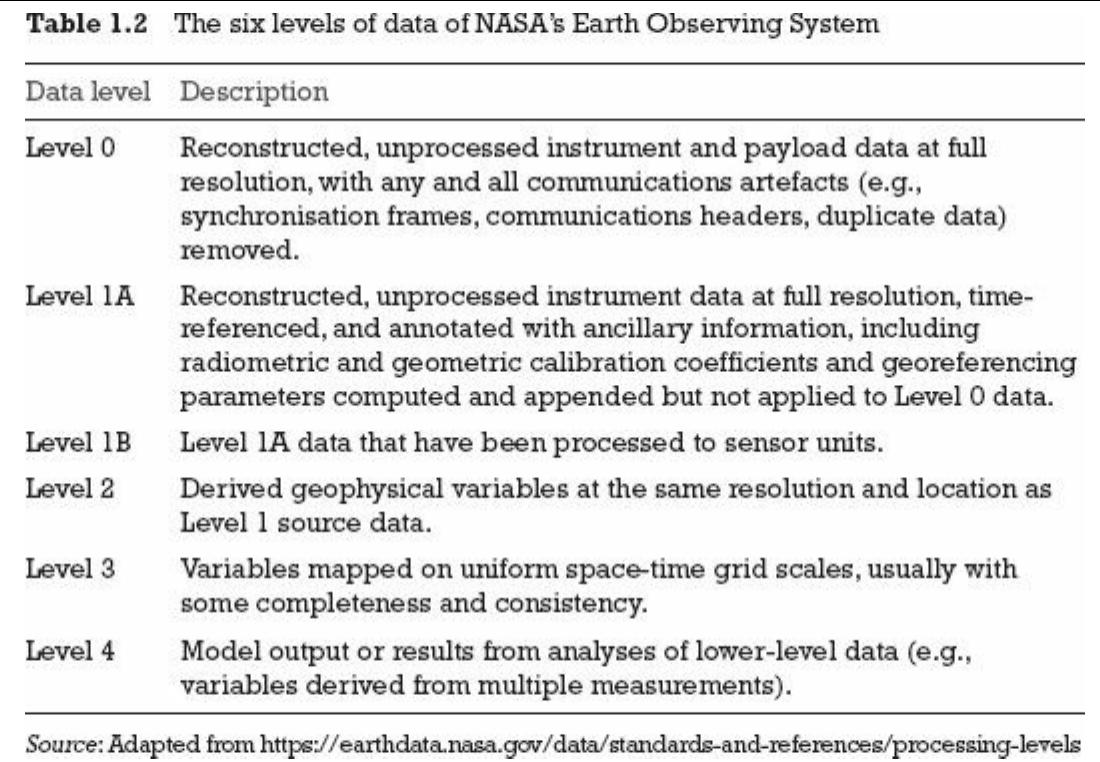 Table 1.2 The six levels of data of NASA's Earth Observing System
Data level Description
Level 0 Reconstructed, unprocessed instrument and payload data at full
resolution, with any and all communications artefacts (e.g.,
synchronisation frames, communications headers, duplicate data)
removed.
Level 1A Reconstructed, unprocessed instrument data at full resolution, time-
referenced, and annotated with ancillary information, including
radiometric and geometric calibration coefficients and georeferencing
parameters computed and appended but not applied to Level 0 data.
Level 1B Level 1A data that have been processed to sensor units.
Level 2 Derived geophysical variables at the same resolution and location as
Level 1 source data.
Level 3 Variables mapped on uniform space-time grid scales, usually with
some completeness and consistency.
Level 4 Model output or results from analyses of lower-level data (e.g.,
variables derived from multiple measurements).
Source: Adapted from https://earthdata.nasa.gov/data/standards-and-references/processing-levels